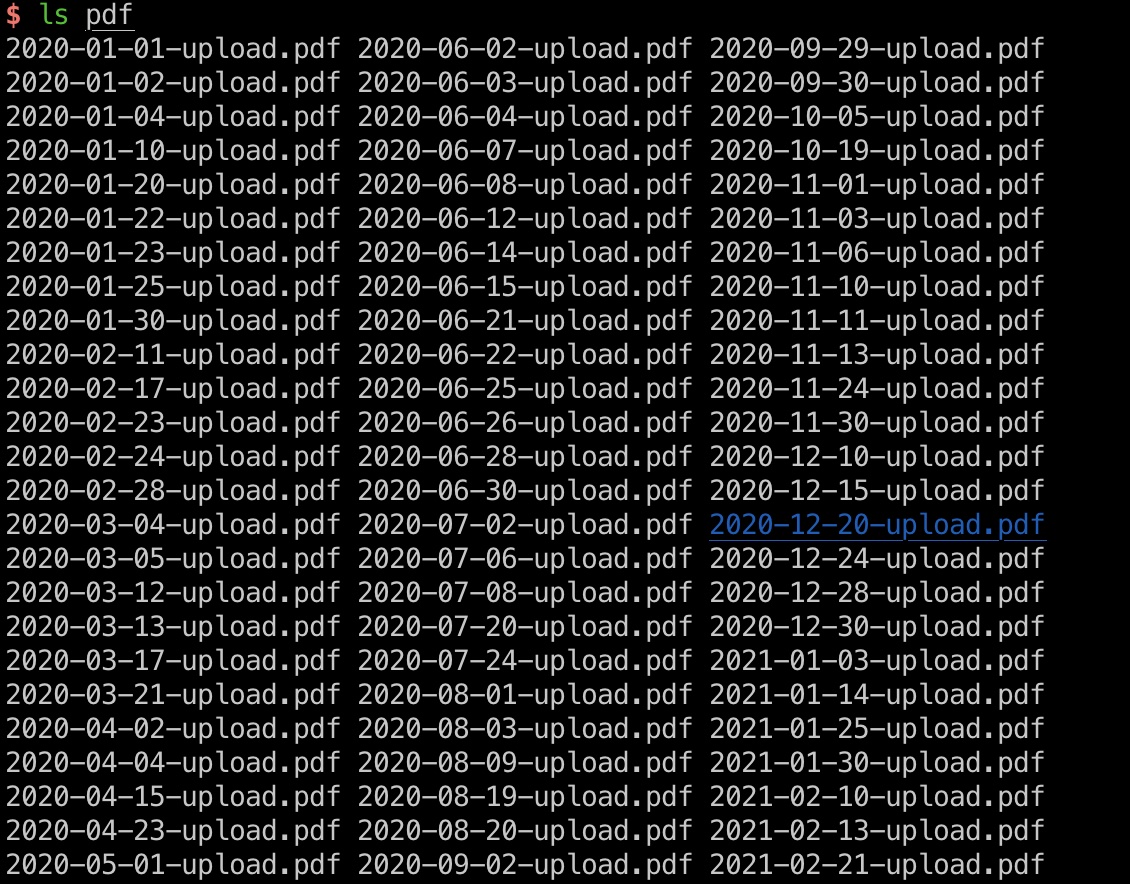 $ ls pdf
2020-01-01-upload.pdf 2020-06-02-upload.pdf 2020-09-29-upload.pdf
2020-01-02-upload.pdf 2020-06-03-upload.pdf 2020-09-30-upload.pdf
2020-01-04-upload.pdf 2020-06-04-upload.pdf 2020-10-05-upload.pdf
2020-01-10-upload.pdf 2020-06-07-upload.pdf 2020-10-19-upload.pdf
2020-01-20-upload.pdf 2020-06-08-upload.pdf 2020-11-01-upload.pdf
2020-01-22-upload.pdf 2020-06-12-upload.pdf 2020-11-03-upload.pdf
2020-01-23-upload.pdf 2020-06-14-upload.pdf 2020-11-06-upload.pdf
2020-01-25-upload.pdf 2020-06-15-upload.pdf 2020-11-10-upload.pdf
2020-01-30-upload.pdf 2020-06-21-upload.pdf 2020-11-11-upload.pdf
2020-02-11-upload.pdf 2020-06-22-upload.pdf 2020-11-13-upload.pdf
2020-02-17-upload.pdf 2020-06-25-upload.pdf 2020-11-24-upload.pdf
2020-02-23-upload.pdf 2020-06-26-upload.pdf 2020-11-30-upload.pdf
2020-02-24-upload.pdf 2020-06-28-upload.pdf 2020-12-10-upload.pdf
2020-02-28-upload.pdf 2020-06-30-upload.pdf 2020-12-15-upload.pdf
2020-03-04-upload.pdf 2020-07-02-upload.pdf 2020-12-20-upload.pdf
2020-03-05-upload.pdf 2020-07-06-upload.pdf 2020-12-24-upload.pdf
2020-03-12-upload.pdf 2020-07-08-upload.pdf 2020-12-28-upload.pdf
2020-03-13-upload.pdf 2020-07-20-upload.pdf 2020-12-30-upload.pdf
2020-03-17-upload.pdf 2020-07-24-upload.pdf 2021-01-03-upload.pdf
2020-03-21-upload.pdf 2020-08-01-upload.pdf 2021-01-14-upload.pdf
2020-04-02-upload.pdf 2020-08-03-upload.pdf 2021-01-25-upload.pdf
2020-04-04-upload.pdf 2020-08-09-upload.pdf 2021-01-30-upload.pdf
2020-04-15-upload.pdf 2020-08-19-upload.pdf 2021-02-10-upload.pdf
2020-04-23-upload.pdf 2020-08-20-upload.pdf 2021-02-13-upload.pdf
2020-05-01-upload.pdf 2020-09-02-upload.pdf 2021-02-21-upload.pdf